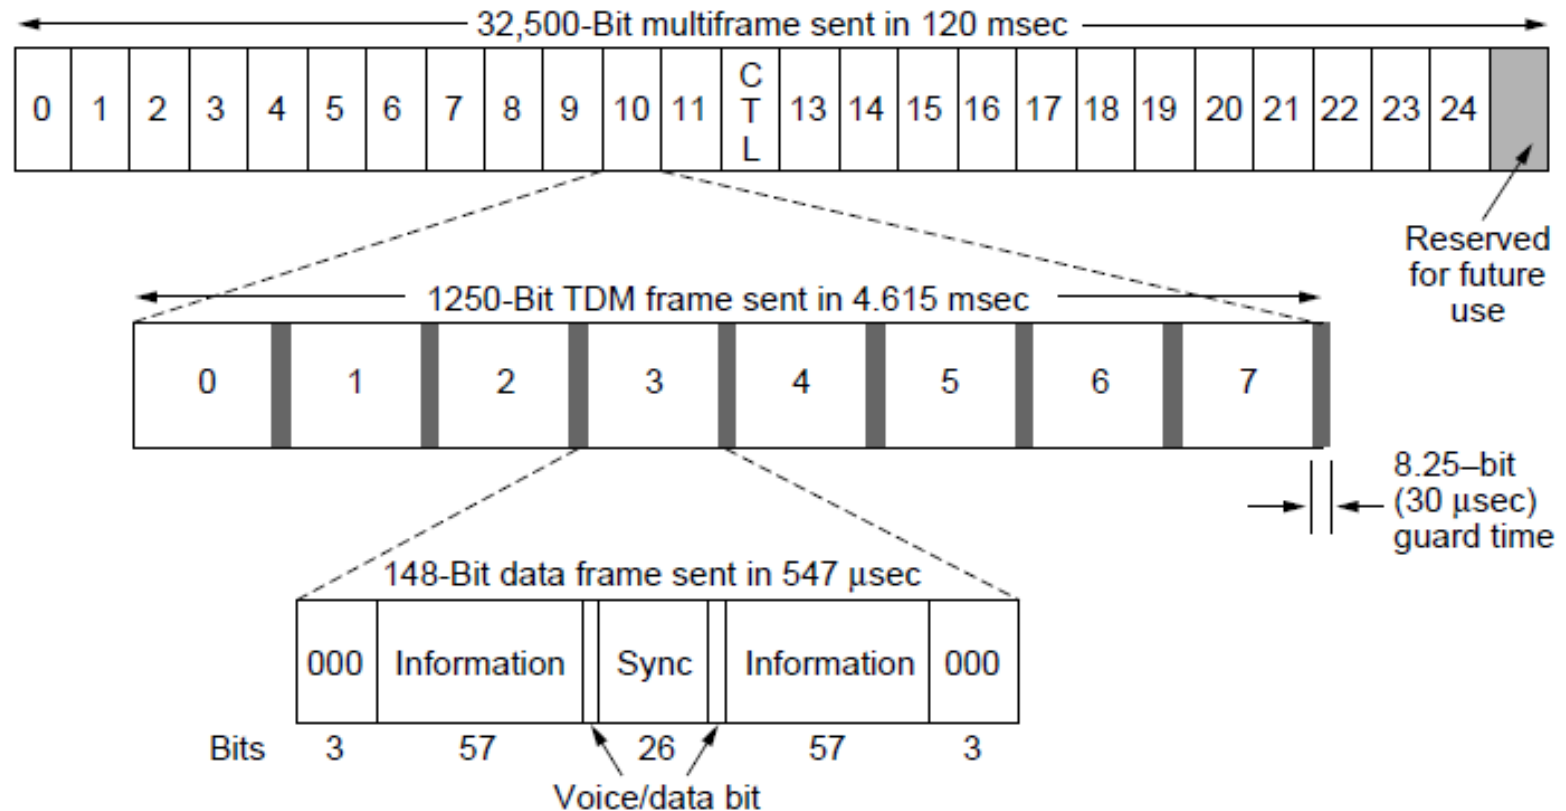 32,500-Bit multiframe sent in 120 msec
0 1 2 3 4 5 6 7 8 9 10 11 CTL 13 14 15 16 17 18 19 20 21 22 23 24
Reserved
for future
use
1250-Bit TDM frame sent in 4.615 msec
0 1 2 3 4 5 6 7
8.25–bit
(30 μsec)
guard time
148-Bit data frame sent in 547 μsec
000 Information Sync Information 000
Bits 3 57 26 57 3
Voice/data bit